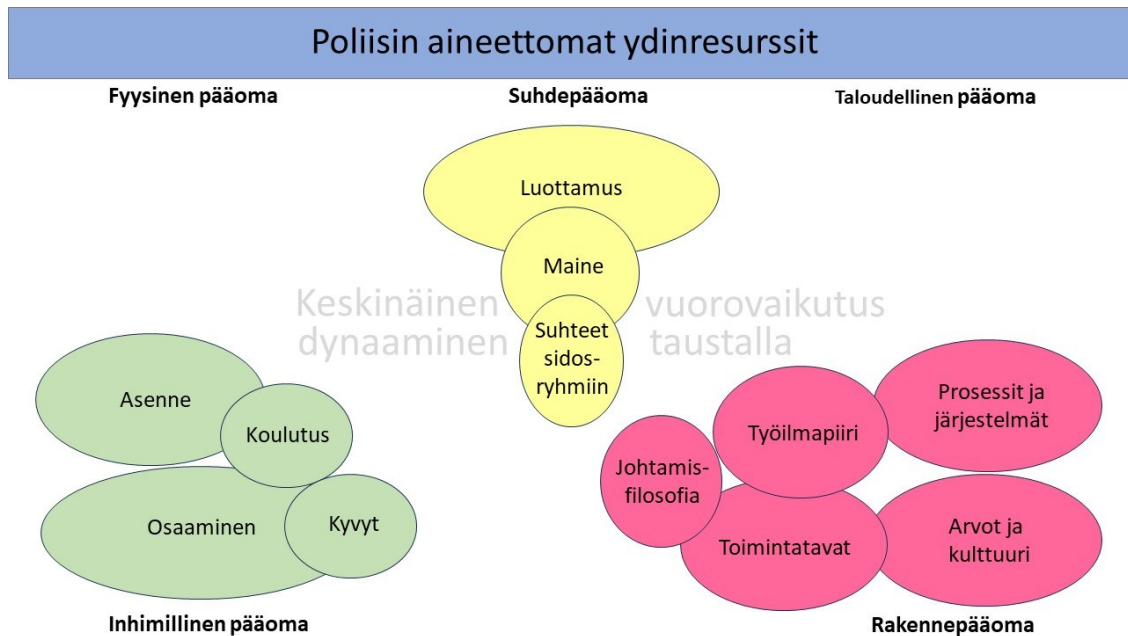 Poliisin aineettomat ydinresurssit
Fyysinen pääoma
Suhdepääoma
Taloudellinen pääoma
Luottamus
Maine
Keskinäinen vuorovaikutus
dynaaminen taustalla
Suhteet
sidos-
ryhmiin
Asenne
Koulutus
Osaaminen
Kyvyt
Johtamis-
filosofia
Työilmapiiri
Prosessit ja
järjestelmät
Toimintatavat
Arvot ja
kulttuuri
Inhimillinen pääoma
Rakennepääoma